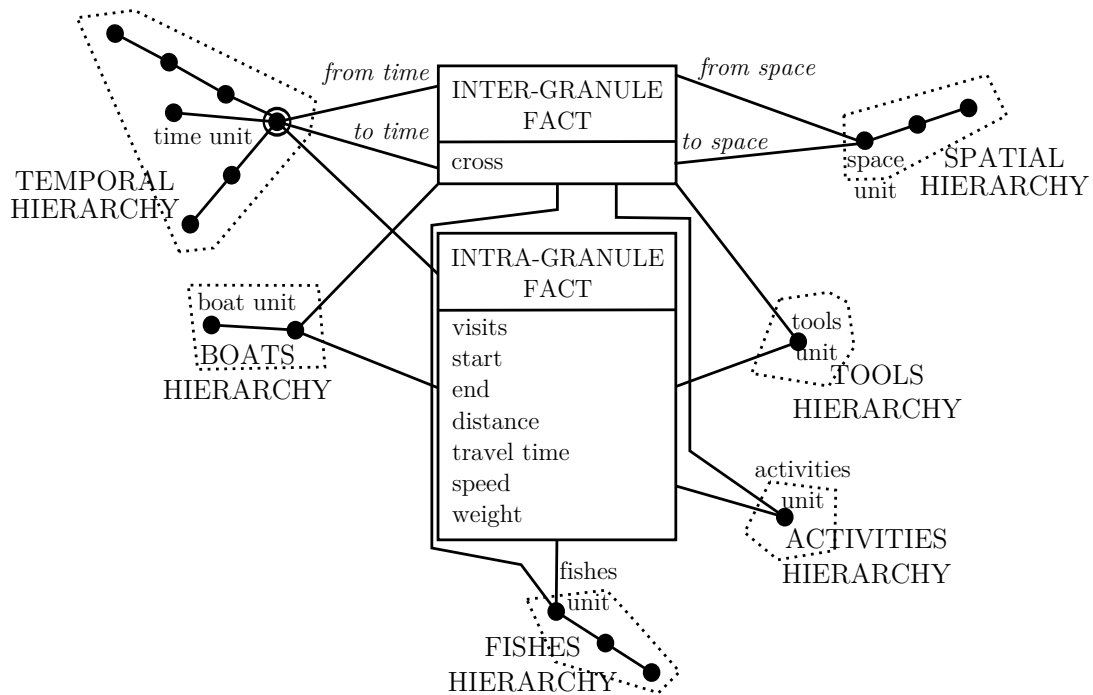 from time
from space
INTER-GRANULE
FACT
time unit
to time
to space
cross
space
unit
SPATIAL
HIERARCHY
TEMPORAL
HIERARCHY
INTRA-GRANULE
FACT
boat unit
BOATS
HIERARCHY
visits
start
end
distance
travel time
speed
weight
tools
unit
TOOLS
HIERARCHY
activities
unit
ACTIVITIES
HIERARCHY
fishes
unit
FISHES
HIERARCHY